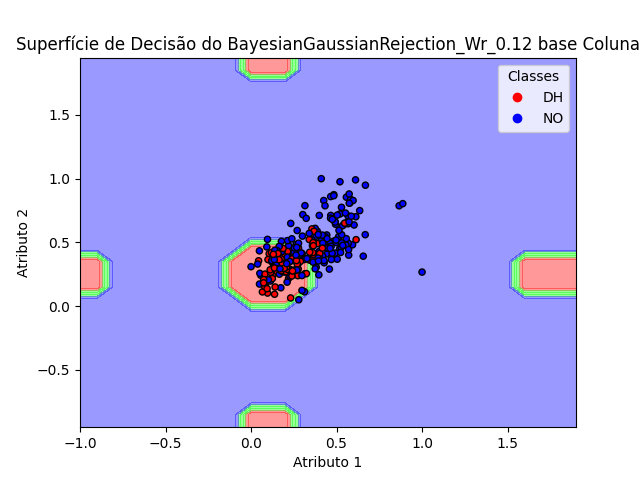 Superfície de Decisão do BayesianGaussianRejection_Wr_0.12 base Coluna
Classes
DH
NO
Atributo 2
1.5
1.0
0.5
0.0
−0.5
−1.0
−0.5
0.0
0.5
1.0
1.5
Atributo 1